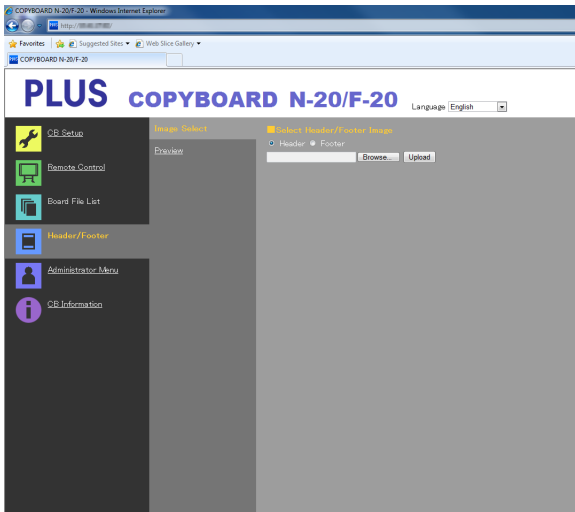 COPYBOARD N-20/F-20 - Windows Internet Explorer
http://
Favorites Suggested Sites Web Slice Gallery
COPYBOARD N-20/F-20
PLUS COPYBOARD N-20/F-20 Language English
CB Setup
Remote Control
Board File List
Header/Footer
Administrator Menu
CB Information
Image Select
Preview
Select Header/Footer Image
Header Footer
Browse... Upload